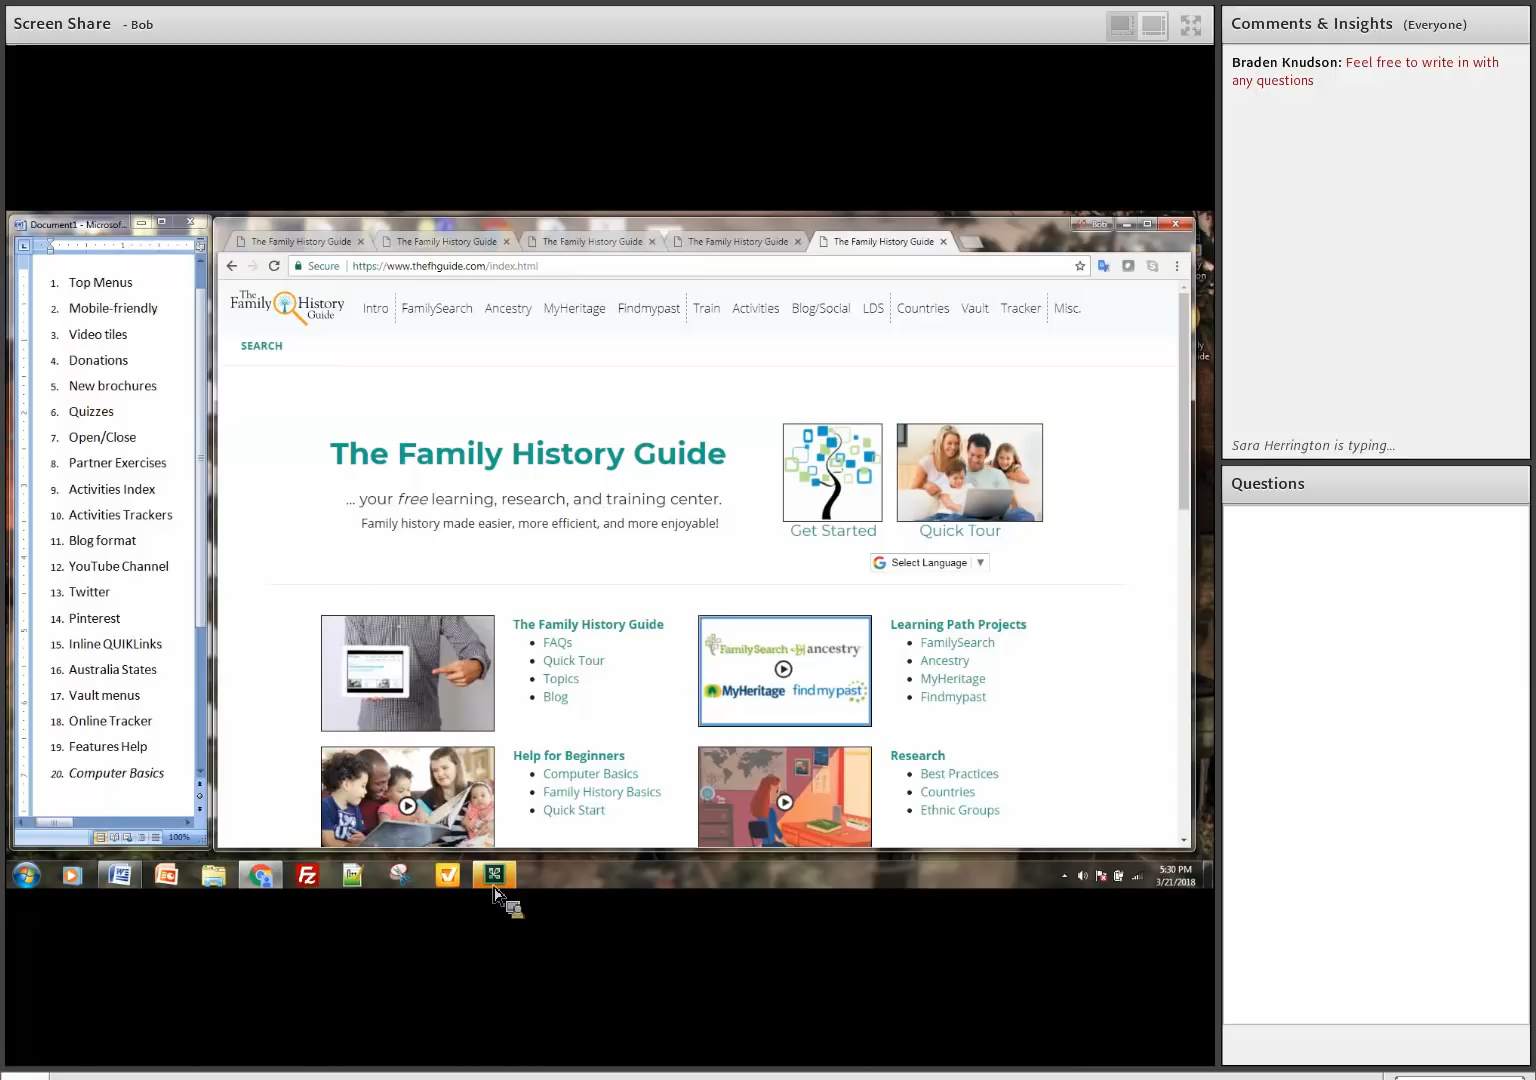 Screen Share - Bob
Comments & Insights (Everyone)
Braden Knudson: Feel free to write in with
any questions
Sara Herrington is typing...
Questions
Document1 - Microsof...
1. Top Menus
2. Mobile-friendly
3. Video tiles
4. Donations
5. New brochures
6. Quizzes
7. Open/Close
8. Partner Exercises
9. Activities Index
10. Activities Trackers
11. Blog format
12. YouTube Channel
13. Twitter
14. Pinterest
15. Inline QUIKLinks
16. Australia States
17. Vault menus
18. Online Tracker
19. Features Help
20. Computer Basics
100%
Bob
The Family History Guide
The Family History Guide
The Family History Guide
The Family History Guide
The Family History Guide
Secure https://www.thefhguide.com/index.html
The Family History Guide
Intro FamilySearch Ancestry MyHeritage Findmypast Train Activities Blog/Social LDS Countries Vault Tracker Misc.
SEARCH
The Family History Guide
... your free learning, research, and training center.
Family history made easier, more efficient, and more enjoyable!
Get Started
Quick Tour
Select Language
The Family History Guide
• FAQs
• Quick Tour
• Topics
• Blog
FamilySearch ancestry
MyHeritage findmypast
Learning Path Projects
• FamilySearch
• Ancestry
• MyHeritage
• Findmypast
Help for Beginners
• Computer Basics
• Family History Basics
• Quick Start
Research
• Best Practices
• Countries
• Ethnic Groups
5:30 PM
3/21/2018